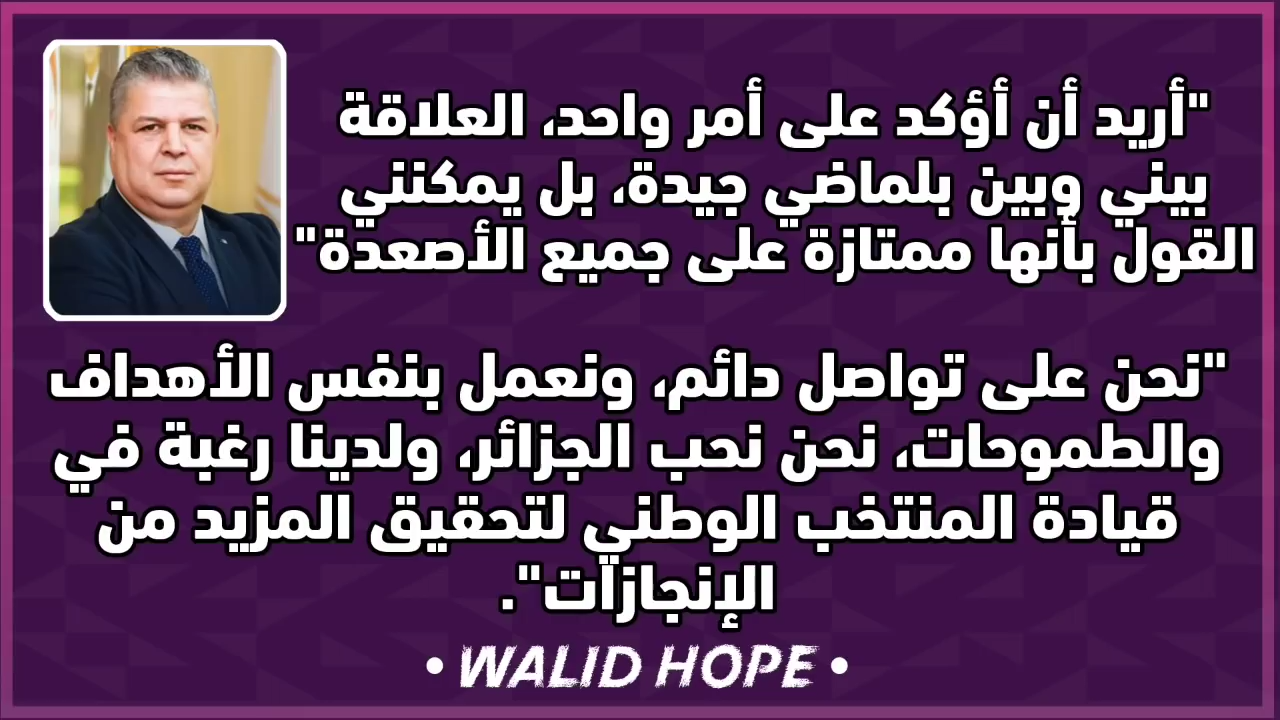 "أريد أن أؤكد على أمر واحد، العلاقة
بيني وبين بلماضي جيدة، بل يمكنني
القول بأنها ممتازة على جميع الأصعدة"
"نحن على تواصل دائم، ونعمل بنفس الأهداف
والطموحات، نحن نحب الجزائر، ولدينا رغبة في
قيادة المنتخب الوطني لتحقيق المزيد من
الإنجازات".
• WALID HOPE •